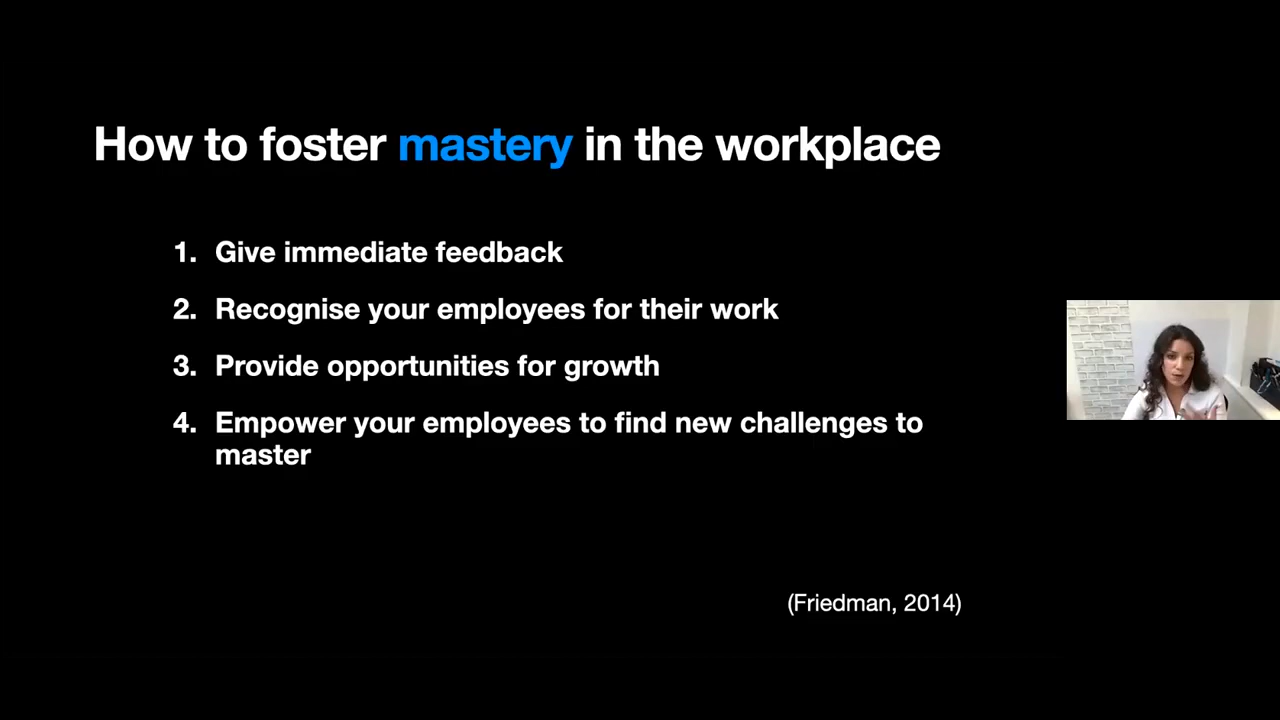 How to foster mastery in the workplace
1. Give immediate feedback
2. Recognise your employees for their work
3. Provide opportunities for growth
4. Empower your employees to find new challenges to
master
(Friedman, 2014)